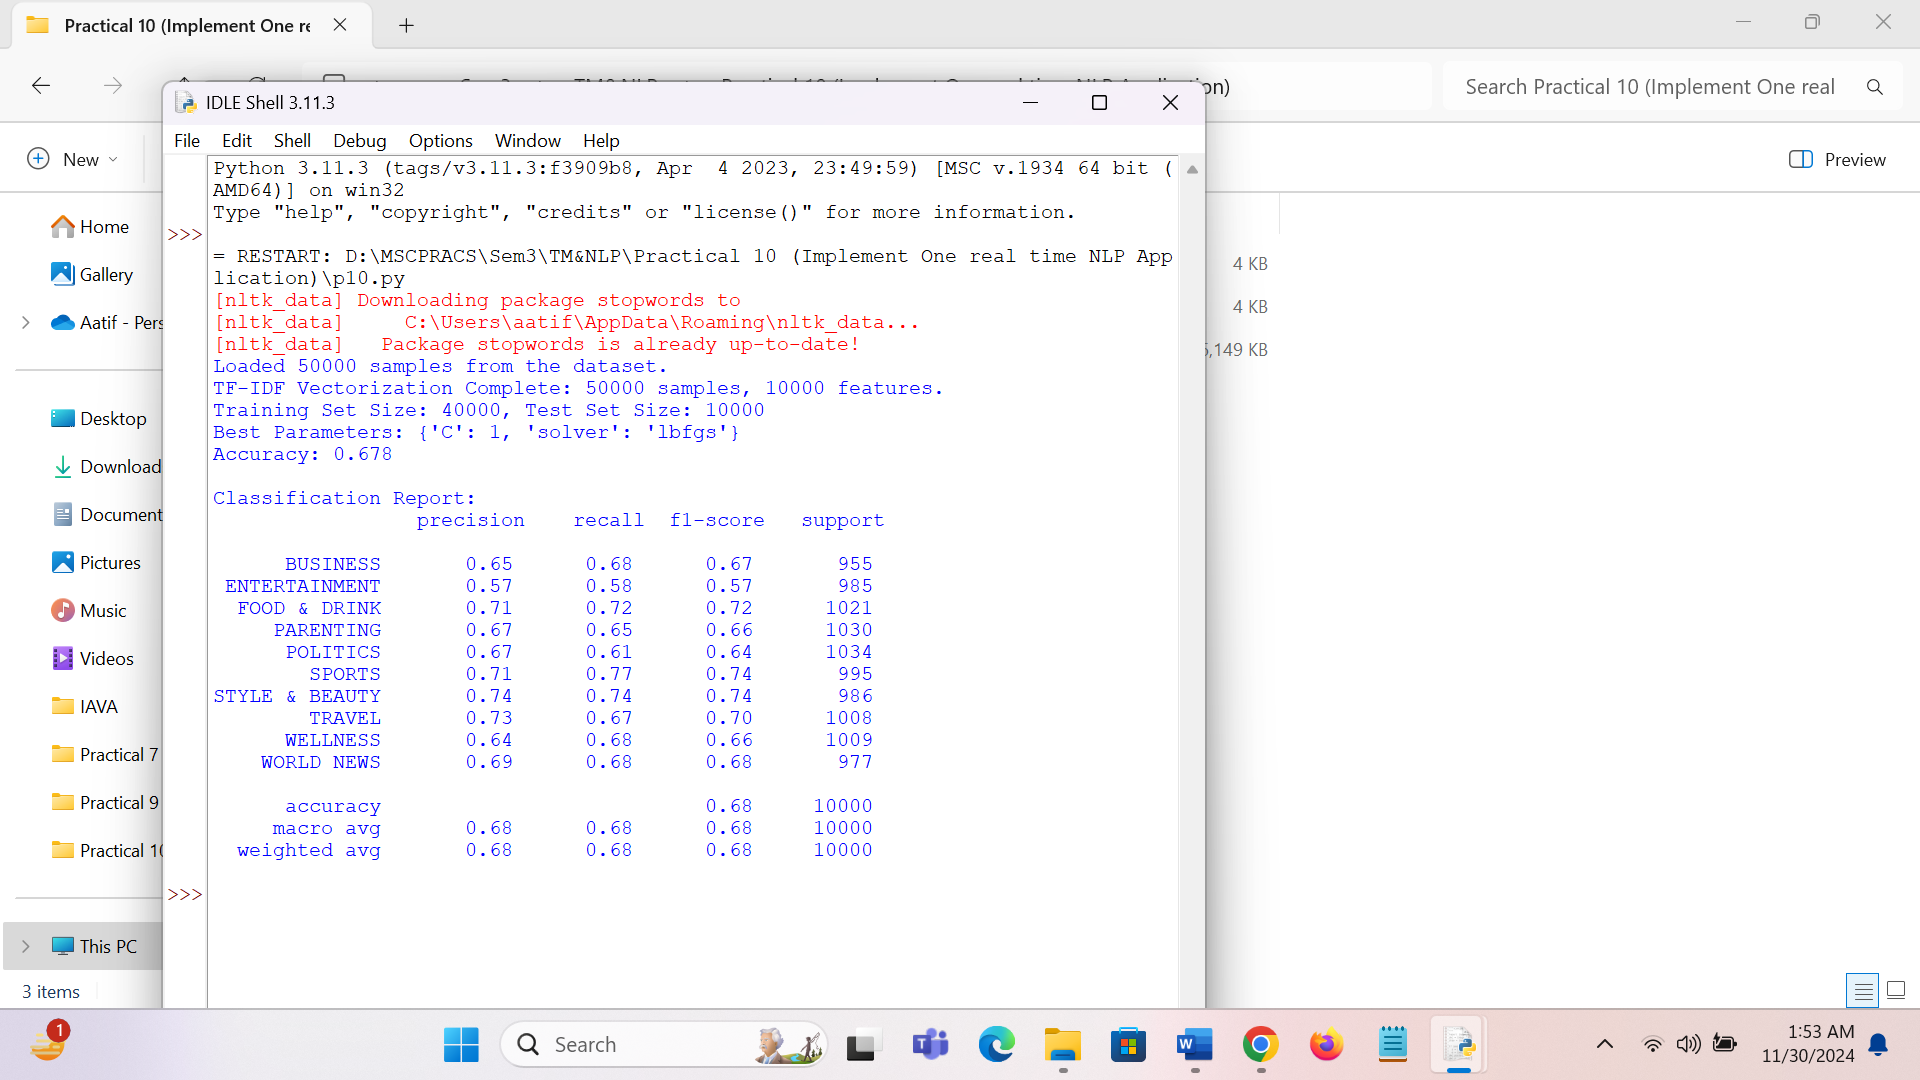 Practical 10 (Implement One re
Search Practical 10 (Implement One real
on)
IDLE Shell 3.11.3
File Edit Shell Debug Options Window Help
New
Preview
Python 3.11.3 (tags/v3.11.3:f3909b8, Apr  4 2023, 23:49:59) [MSC v.1934 64 bit (
AMD64)] on win32
Type "help", "copyright", "credits" or "license()" for more information.
>>>
= RESTART: D:\MSCPRACS\Sem3\TM&NLP\Practical 10 (Implement One real time NLP App
lication)\p10.py
[nltk_data] Downloading package stopwords to
[nltk_data]     C:\Users\aatif\AppData\Roaming\nltk_data...
[nltk_data]   Package stopwords is already up-to-date!
Loaded 50000 samples from the dataset.
TF-IDF Vectorization Complete: 50000 samples, 10000 features.
Training Set Size: 40000, Test Set Size: 10000
Best Parameters: {'C': 1, 'solver': 'lbfgs'}
Accuracy: 0.678
Classification Report:
precision recall f1-score support
BUSINESS 0.65 0.68 0.67 955
ENTERTAINMENT 0.57 0.58 0.57 985
FOOD & DRINK 0.71 0.72 0.72 1021
PARENTING 0.67 0.65 0.66 1030
POLITICS 0.67 0.61 0.64 1034
SPORTS 0.71 0.77 0.74 995
STYLE & BEAUTY 0.74 0.74 0.74 986
TRAVEL 0.73 0.67 0.70 1008
WELLNESS 0.64 0.68 0.66 1009
WORLD NEWS 0.69 0.68 0.68 977
accuracy 0.68 10000
macro avg 0.68 0.68 0.68 10000
weighted avg 0.68 0.68 0.68 10000
>>>
Home
Gallery
Aatif - Pers
Desktop
Download
Document
Pictures
Music
Videos
IAVA
Practical 7
Practical 9
Practical 10
This PC
3 items
4 KB
4 KB
,149 KB
1
Search
1:53 AM
11/30/2024